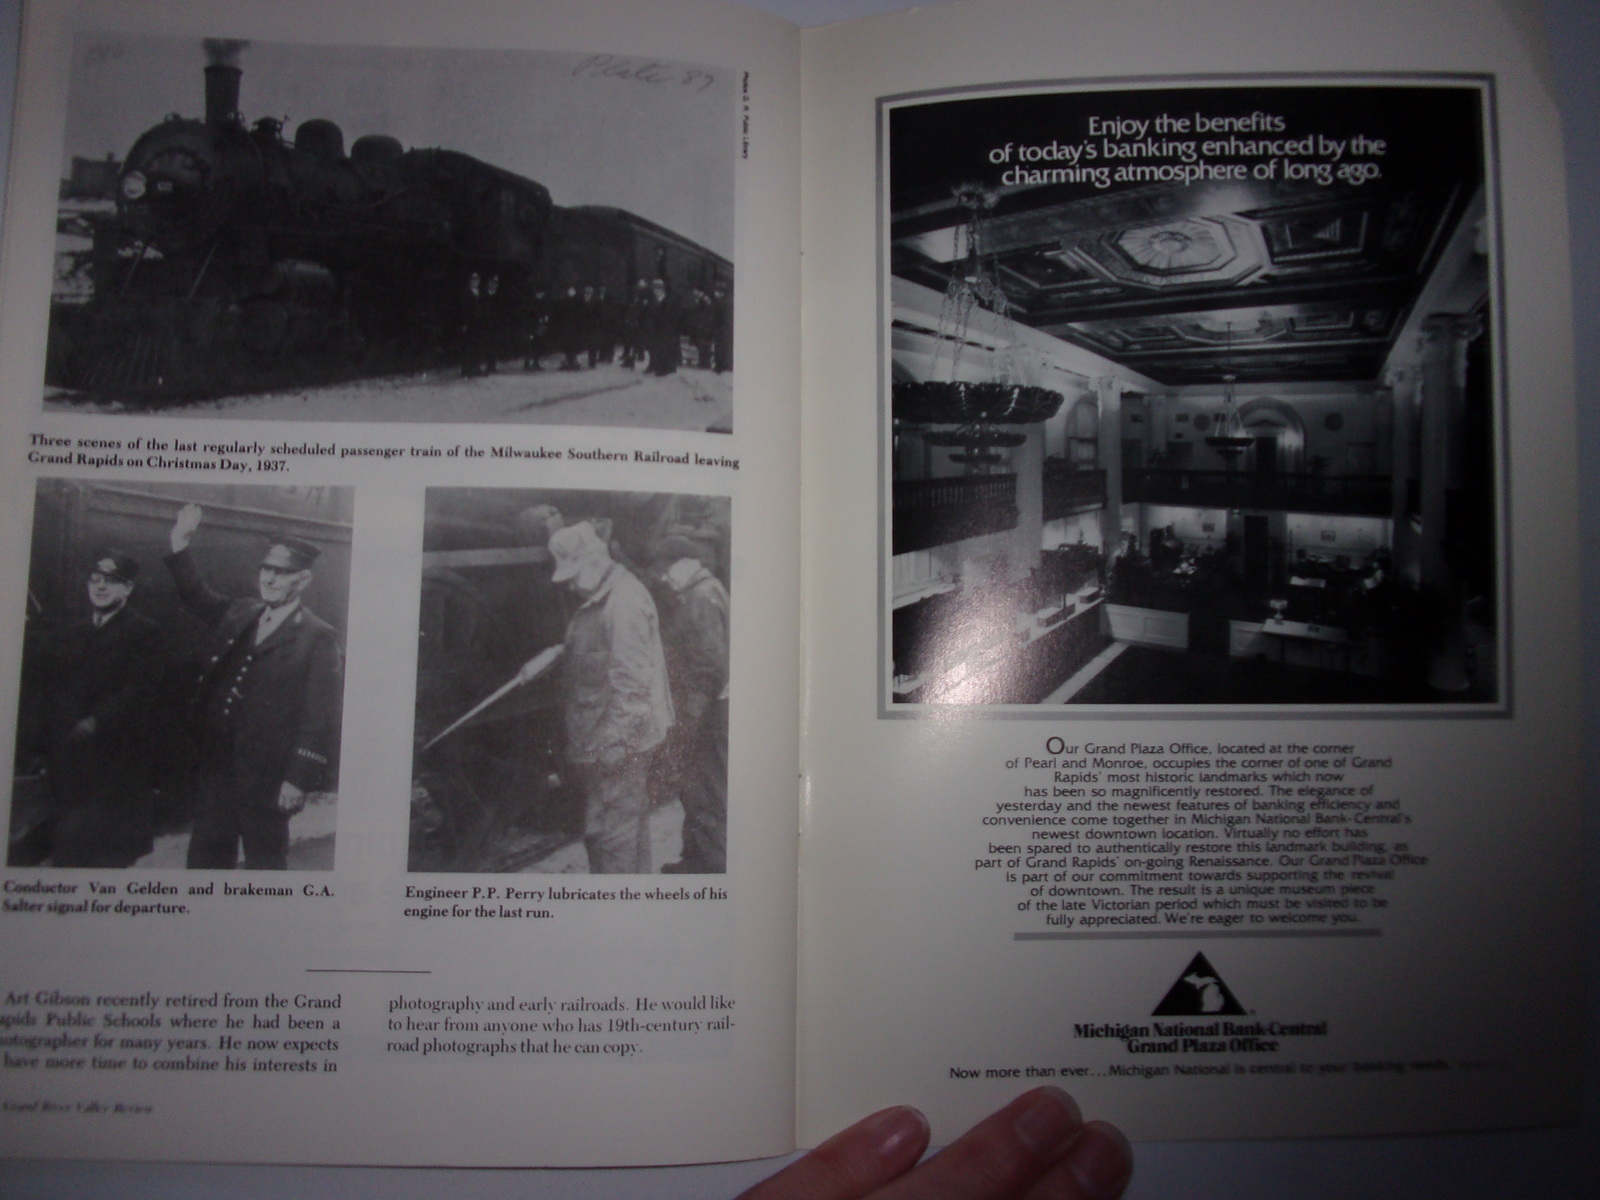 Plate 89
Photos G. R. Public Library
Three scenes of the last regularly scheduled passenger train of the Milwaukee Southern Railroad leaving
Grand Rapids on Christmas Day, 1937.
Conductor Van Gelden and brakeman G.A.
Salter signal for departure.
Engineer P.P. Perry lubricates the wheels of his
engine for the last run.
Art Gibson recently retired from the Grand
apids Public Schools where he had been a
otographer for many years. He now expects
have more time to combine his interests in
photography and early railroads. He would like
to hear from anyone who has 19th-century rail-
road photographs that he can copy.
Grand River Valley Review
Enjoy the benefits
of today's banking enhanced by the
charming atmosphere of long ago.
Our Grand Plaza Office, located at the corner
of Pearl and Monroe, occupies the corner of one of Grand
Rapids' most historic landmarks which now
has been so magnificently restored. The elegance of
yesterday and the newest features of banking efficiency and
convenience come together in Michigan National Bank-Central's
newest downtown location. Virtually no effort has
been spared to authentically restore this landmark building, as
part of Grand Rapids' on-going Renaissance. Our Grand Plaza Office
is part of our commitment towards supporting the revival
of downtown. The result is a unique museum piece
of the late Victorian period which must be visited to be
fully appreciated. We're eager to welcome you.
Michigan National Bank-Central
Grand Plaza Office
Now more than ever... Michigan National is central to your banking needs.